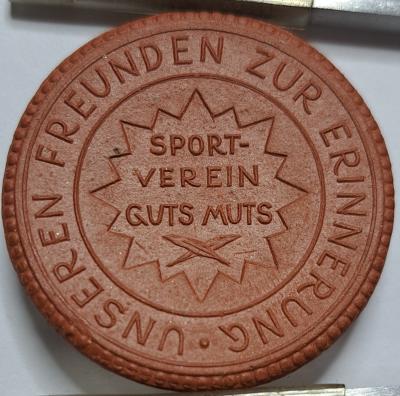 UNSEREN FREUNDEN ZUR ERINNERUNG ·
SPORT-
VEREIN
GUTS MUTS